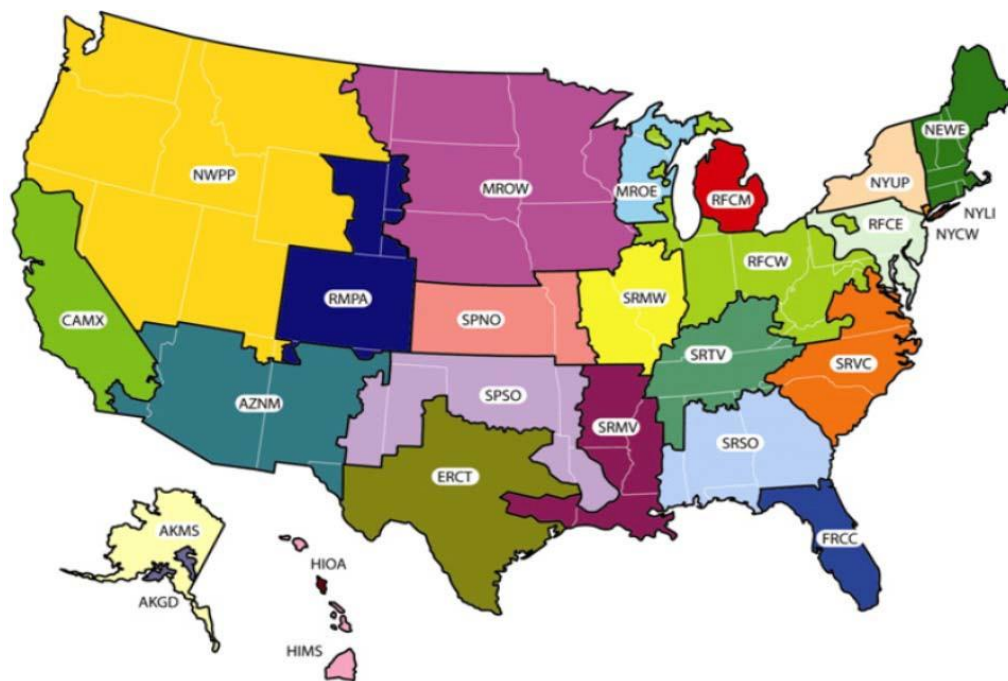 NEWE
NWPP
MROW
MROE
RFCM
NYUP
NYLI
RFCE
NYCW
RFCW
RMPA
SRMW
CAMX
SPNO
SRTV
SRVC
SPSO
AZNM
SRMV
SRSO
ERCT
AKMS
FRCC
HIOA
AKGD
HIMS